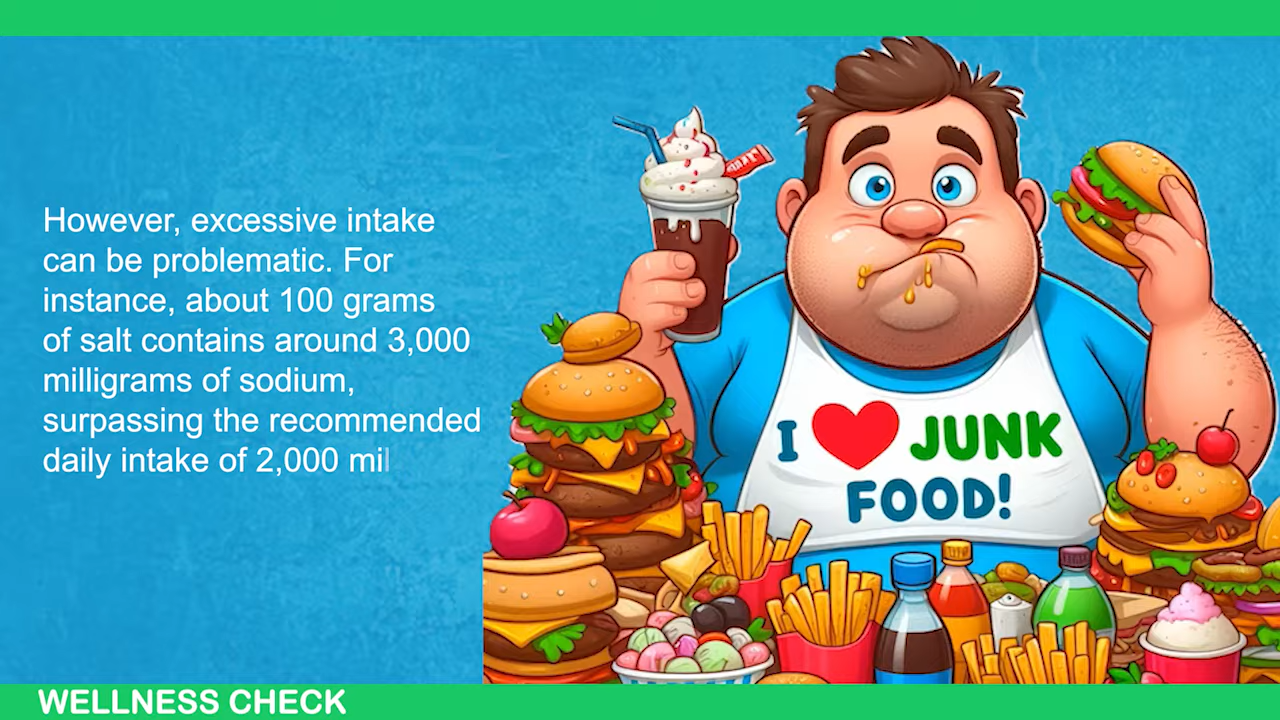 However, excessive intake
can be problematic. For
instance, about 100 grams
of salt contains around 3,000
milligrams of sodium,
surpassing the recommended
daily intake of 2,000 mil
I ❤ JUNK
FOOD!
WELLNESS CHECK